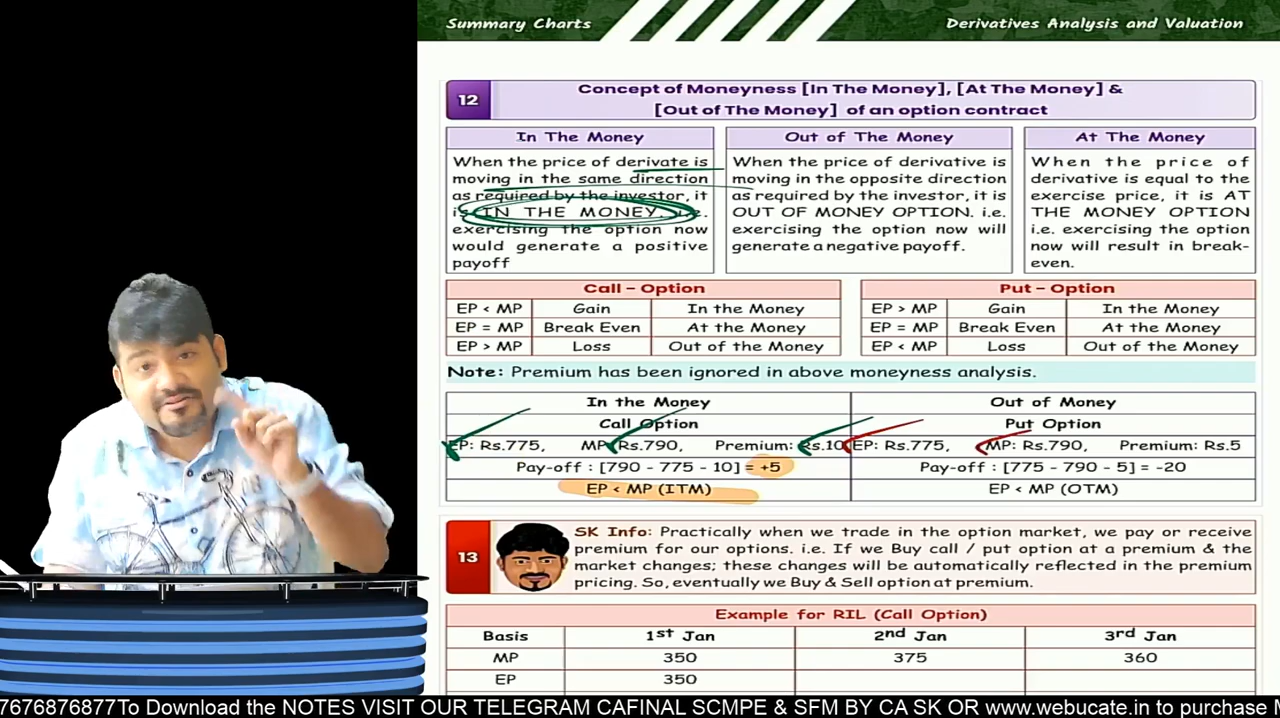 Summary Charts
Derivatives Analysis and Valuation
12
Concept of Moneyness [In The Money], [At The Money] &
[Out of The Money] of an option contract
In The Money
When the price of derivate is
moving in the same direction
as required by the investor, it
is IN THE MONEY. i.e.
exercising the option now
would generate a positive
payoff
Out of The Money
When the price of derivative is
moving in the opposite direction
as required by the investor, it is
OUT OF MONEY OPTION. i.e.
exercising the option now will
generate a negative payoff.
At The Money
When the price of
derivative is equal to the
exercise price, it is AT
THE MONEY OPTION
i.e. exercising the option
now will result in break-
even.
Call - Option
EP < MP Gain In the Money
EP = MP Break Even At the Money
EP > MP Loss Out of the Money
Put - Option
EP > MP Gain In the Money
EP = MP Break Even At the Money
EP < MP Loss Out of the Money
Note: Premium has been ignored in above moneyness analysis.
In the Money
Call Option
EP: Rs.775, MP: Rs.790, Premium: Rs.10
Pay-off : [790 - 775 - 10] = +5
EP < MP (ITM)
Out of Money
Put Option
EP: Rs.775, MP: Rs.790, Premium: Rs.5
Pay-off : [775 - 790 - 5] = -20
EP < MP (OTM)
13
SK Info: Practically when we trade in the option market, we pay or receive
premium for our options. i.e. If we Buy call / put option at a premium & the
market changes; these changes will be automatically reflected in the premium
pricing. So, eventually we Buy & Sell option at premium.
Example for RIL (Call Option)
Basis 1st Jan 2nd Jan 3rd Jan
MP 350 375 360
EP 350
7676876877To Download the NOTES VISIT OUR TELEGRAM CAFINAL SCMPE & SFM BY CA SK OR www.webucate.in to purchase